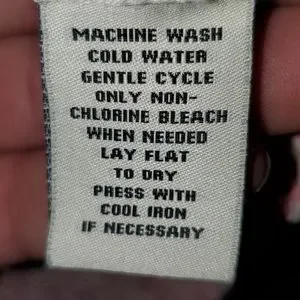 MACHINE WASH
COLD WATER
GENTLE CYCLE
ONLY NON-
CHLORINE BLEACH
WHEN NEEDED
LAY FLAT
TO DRY
PRESS WITH
COOL IRON
IF NECESSARY